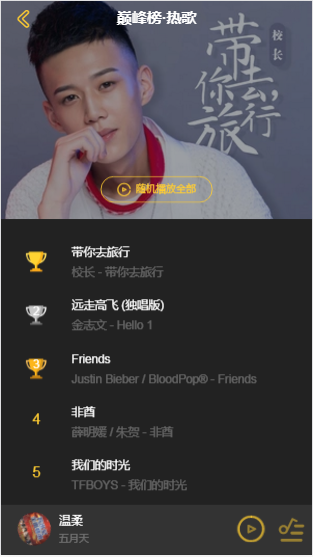 巅峰榜·热歌
带你去旅行
校长
随机播放全部
带你去旅行
校长 - 带你去旅行
2
远走高飞 (独唱版)
金志文 - Hello 1
3
Friends
Justin Bieber / BloodPop® - Friends
4
非酋
薛明媛 / 朱贺 - 非酋
5
我们的时光
TFBOYS - 我们的时光
温柔
五月天